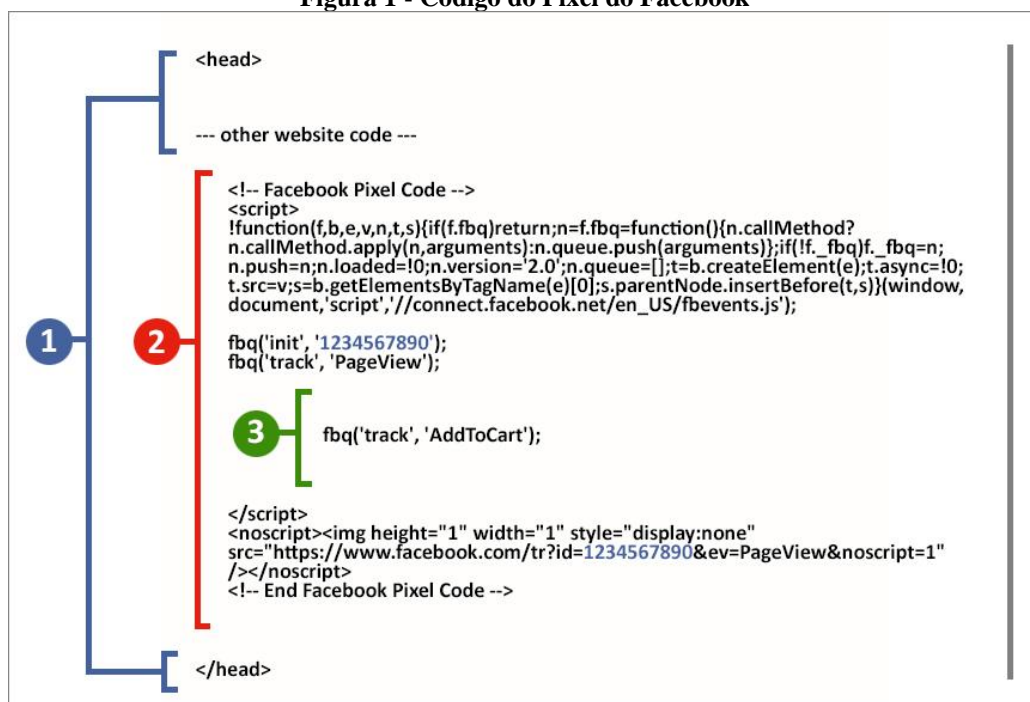 Figura 1 - Código do Pixel do Facebook
<head>
--- other website code ---
<!-- Facebook Pixel Code -->
<script>
!function(f,b,e,v,n,t,s){if(f.fbq)return;n=f.fbq=function(){n.callMethod?
n.callMethod.apply(n,arguments):n.queue.push(arguments)};if(!f._fbq)f._fbq=n;
n.push=n;n.loaded=!0;n.version='2.0';n.queue=[];t=b.createElement(e);t.async=!0;
t.src=v;s=b.getElementsByTagName(e)[0];s.parentNode.insertBefore(t,s)}(window,
document,'script','//connect.facebook.net/en_US/fbevents.js');
1
2
fbq('init', '1234567890');
fbq('track', 'PageView');
3
fbq('track', 'AddToCart');
</script>
<noscript><img height="1" width="1" style="display:none"
src="https://www.facebook.com/tr?id=1234567890&ev=PageView&noscript=1"
/></noscript>
<!-- End Facebook Pixel Code -->
</head>